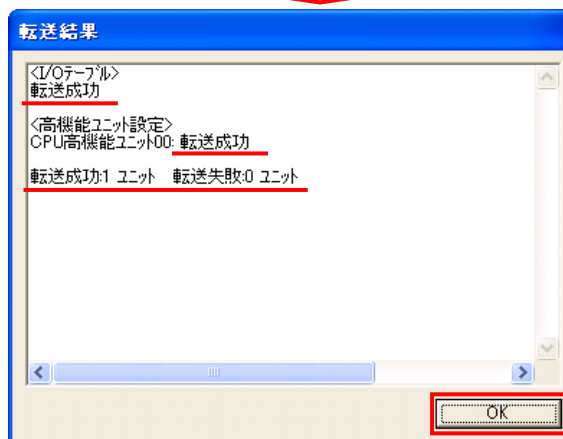 転送結果
<I/Oテーブル>
転送成功
<高機能ユニット設定>
CPU高機能ユニット00: 転送成功
転送成功:1 ユニット 転送失敗:0 ユニット
OK